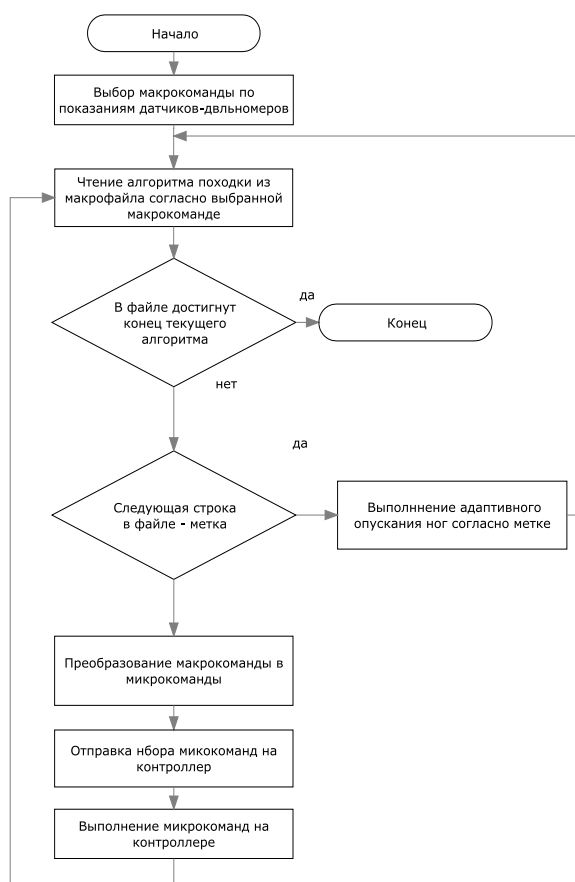 Начало
Выбор макрокоманды по
показаниям датчиков-двльномеров
Чтение алгоритма походки из
макрофайла согласно выбранной
макрокоманде
В файле достигнут
конец текущего
алгоритма
да
Конец
нет
да
Следующая строка
в файле - метка
Выполннение адаптивного
опускания ног согласно метке
Преобразование макрокоманды в
микрокоманды
Отправка нбора микокоманд на
контроллер
Выполнение микрокоманд на
контроллере